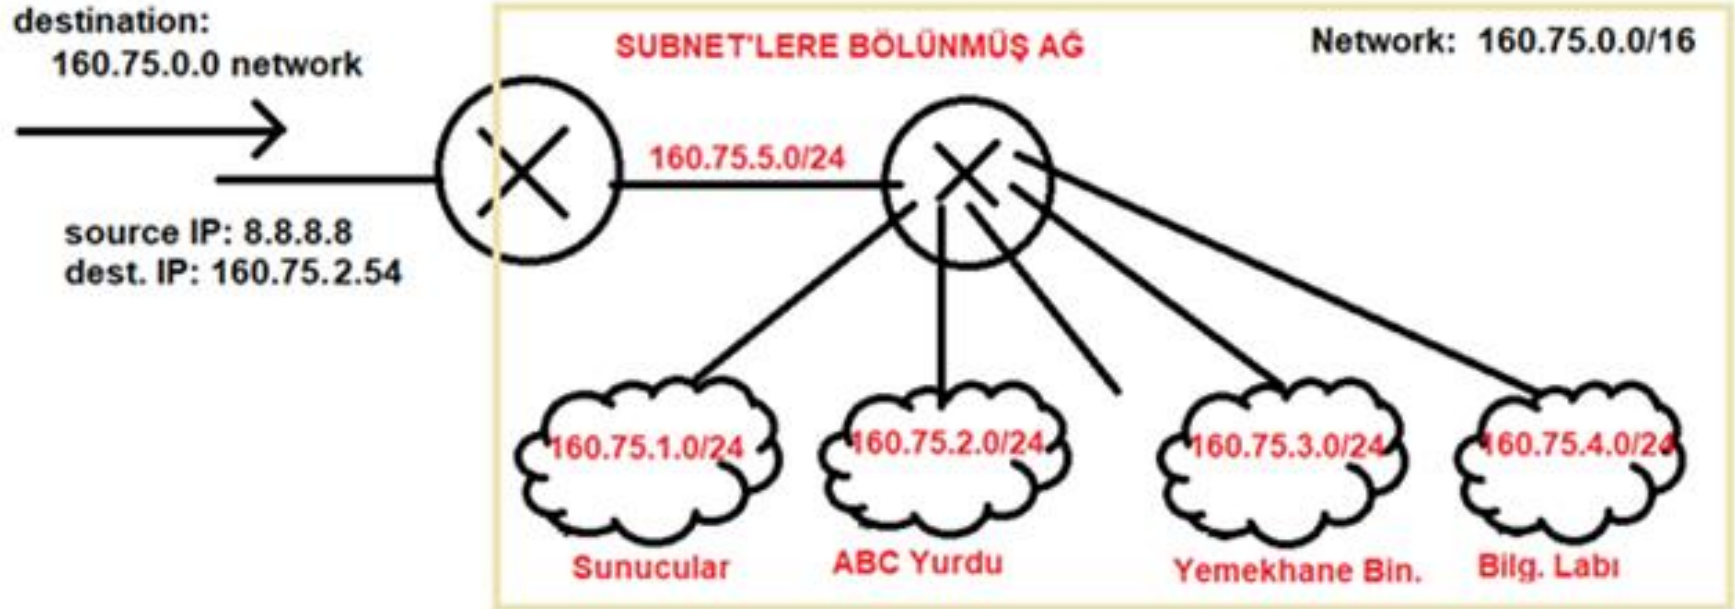 destination:
160.75.0.0 network
SUBNET'LERE BÖLÜNMÜŞ AĞ
Network: 160.75.0.0/16
160.75.5.0/24
source IP: 8.8.8.8
dest. IP: 160.75.2.54
160.75.1.0/24
160.75.2.0/24
160.75.3.0/24
160.75.4.0/24
Sunucular
ABC Yurdu
Yemekhane Bin.
Bilg. Labı